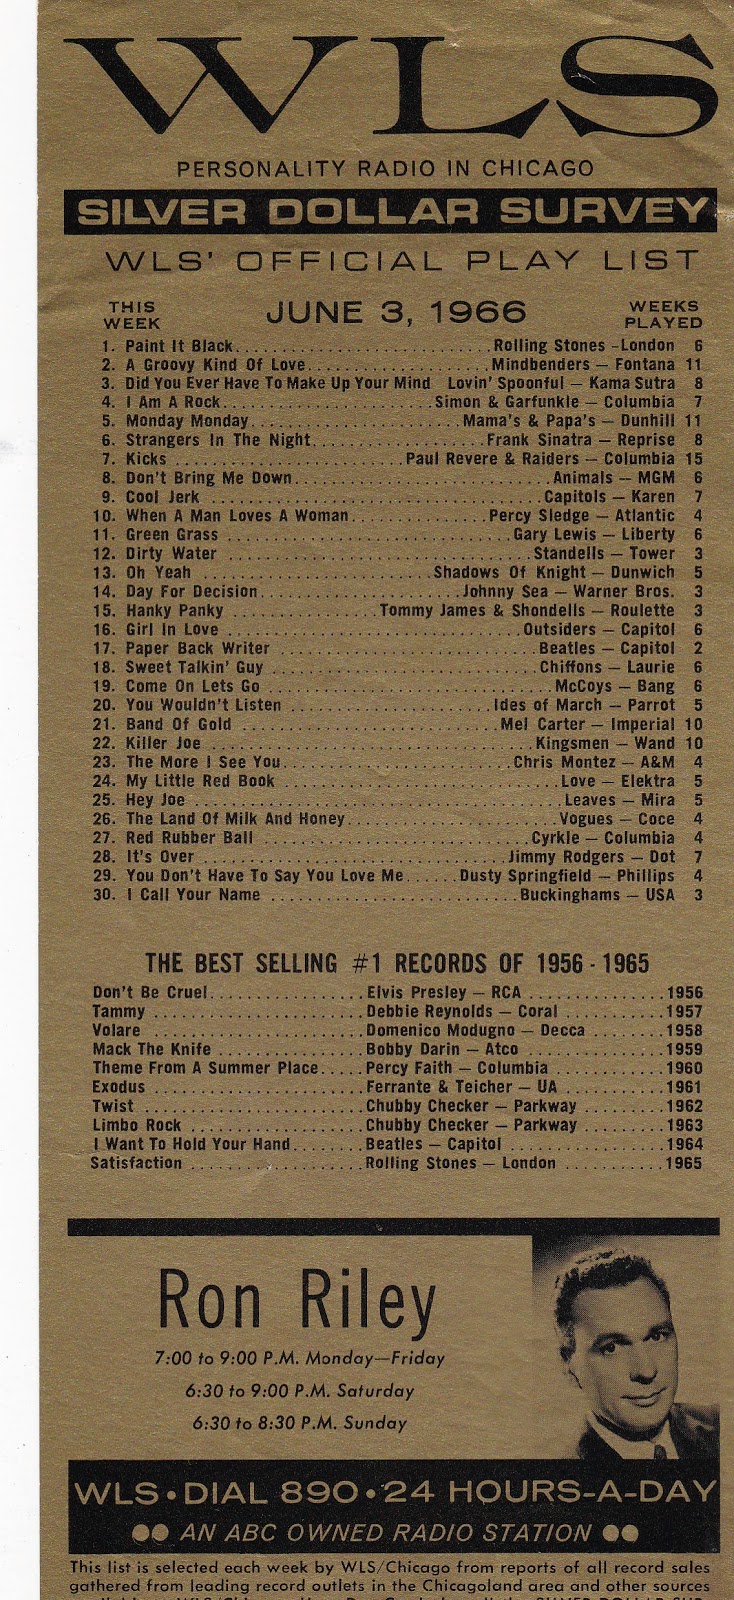 WLS
PERSONALITY RADIO IN CHICAGO
SILVER DOLLAR SURVEY
WLS' OFFICIAL PLAY LIST
THIS WEEK JUNE 3, 1966 WEEKS PLAYED
1. Paint It Black..........................Rolling Stones -London 6
2. A Groovy Kind Of Love..................Mindbenders — Fontana 11
3. Did You Ever Have To Make Up Your Mind Lovin' Spoonful — Kama Sutra 8
4. I Am A Rock.....................Simon & Garfunkle — Columbia 7
5. Monday Monday.....................Mama's & Papa's — Dunhill 11
6. Strangers In The Night.................Frank Sinatra — Reprise 8
7. Kicks .......................Paul Revere & Raiders — Columbia 15
8. Don't Bring Me Down..........................Animals — MGM 6
9. Cool Jerk ..................................Capitols — Karen 7
10. When A Man Loves A Woman..............Percy Sledge — Atlantic 4
11. Green Grass ............................Gary Lewis — Liberty 6
12. Dirty Water ..............................Standells — Tower 3
13. Oh Yeah .......................Shadows Of Knight — Dunwich 5
14. Day For Decision....................Johnny Sea — Warner Bros. 3
15. Hanky Panky ..............Tommy James & Shondells — Roulette 3
16. Girl In Love .............................Outsiders — Capitol 6
17. Paper Back Writer ..........................Beatles — Capitol 2
18. Sweet Talkin' Guy ..........................Chiffons — Laurie 6
19. Come On Lets Go ............................McCoys — Bang 6
20. You Wouldn't Listen .....................Ides of March — Parrot 5
21. Band Of Gold ..........................Mel Carter — Imperial 10
22. Killer Joe .................................Kingsmen — Wand 10
23. The More I See You.......................Chris Montez — A&M 4
24. My Little Red Book ...........................Love — Elektra 5
25. Hey Joe ....................................Leaves — Mira 5
26. The Land Of Milk And Honey....................Vogues — Coce 4
27. Red Rubber Ball ...........................Cyrkle — Columbia 4
28. It's Over ...............................Jimmy Rodgers — Dot 7
29. You Don't Have To Say You Love Me......Dusty Springfield — Phillips 4
30. I Call Your Name .........................Buckinghams — USA 3
THE BEST SELLING #1 RECORDS OF 1956 - 1965
Don't Be Cruel................Elvis Presley — RCA ..............1956
Tammy ......................Debbie Reynolds — Coral ...........1957
Volare .......................Domenico Modugno — Decca ........1958
Mack The Knife ...............Bobby Darin — Atco ..............1959
Theme From A Summer Place.....Percy Faith — Columbia ..........1960
Exodus ......................Ferrante & Teicher — UA ...........1961
Twist .......................Chubby Checker — Parkway .........1962
Limbo Rock ..................Chubby Checker — Parkway .........1963
I Want To Hold Your Hand........Beatles — Capitol ................1964
Satisfaction ..................Rolling Stones — London ..........1965
Ron Riley
7:00 to 9:00 P.M. Monday—Friday
6:30 to 9:00 P.M. Saturday
6:30 to 8:30 P.M. Sunday
WLS•DIAL 890•24 HOURS-A-DAY
●● AN ABC OWNED RADIO STATION ●●
This list is selected each week by WLS/Chicago from reports of all record sales
gathered from leading record outlets in the Chicagoland area and other sources